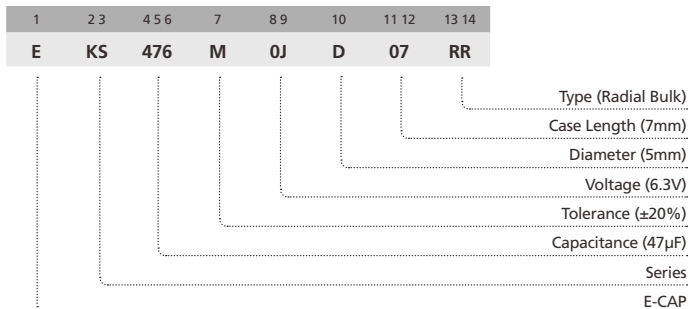 1 2 3 4 5 6 7 8 9 10 11 12 13 14
E KS 476 M 0J D 07 RR
Type (Radial Bulk)
Case Length (7mm)
Diameter (5mm)
Voltage (6.3V)
Tolerance (±20%)
Capacitance (47µF)
Series
E-CAP